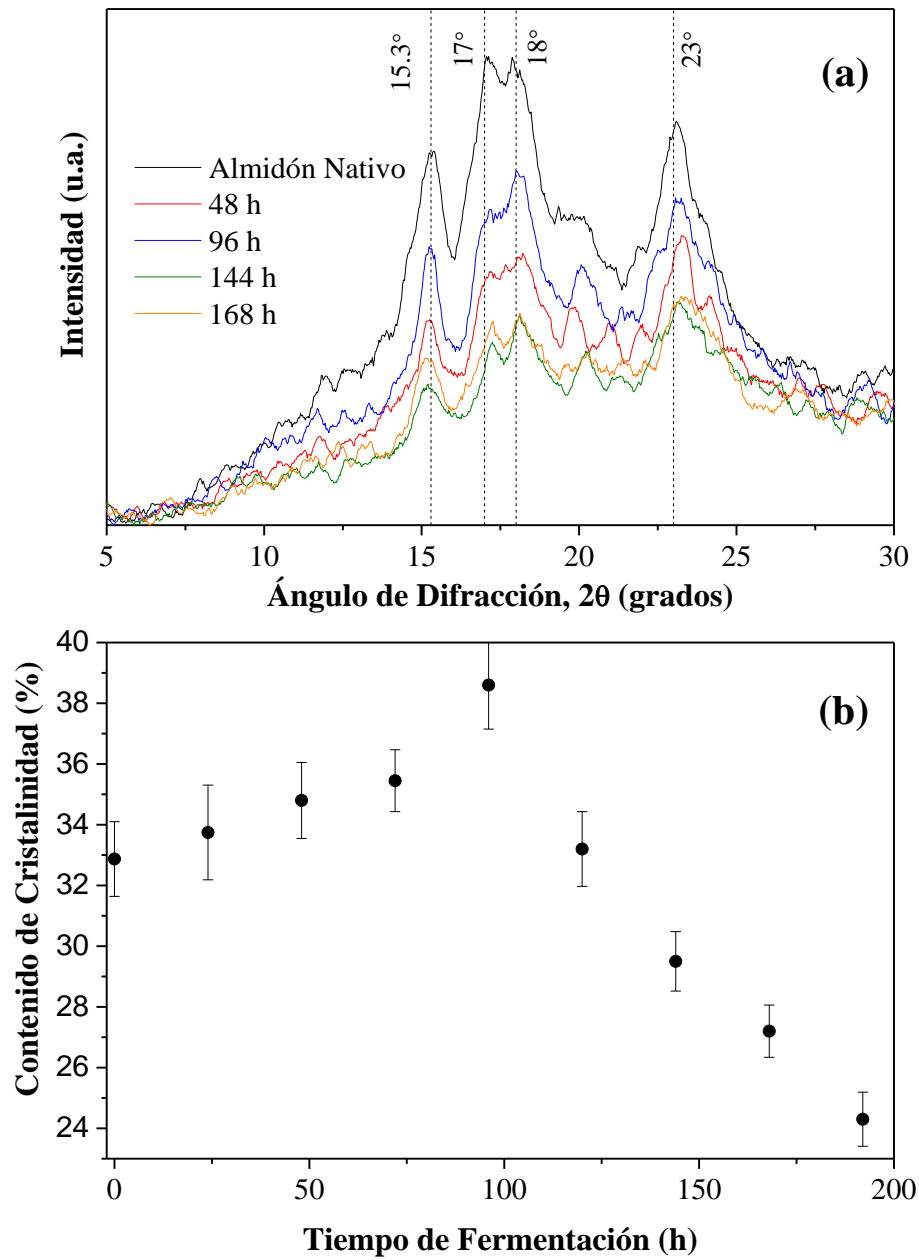 15.3°
17°
18°
23°
(a)
Intensidad (u.a.)
Almidón Nativo
48 h
96 h
144 h
168 h
5 10 15 20 25 30
Ángulo de Difracción, 2θ (grados)
40
38
36
34
32
30
28
26
24
(b)
Contenido de Cristalinidad (%)
0 50 100 150 200
Tiempo de Fermentación (h)